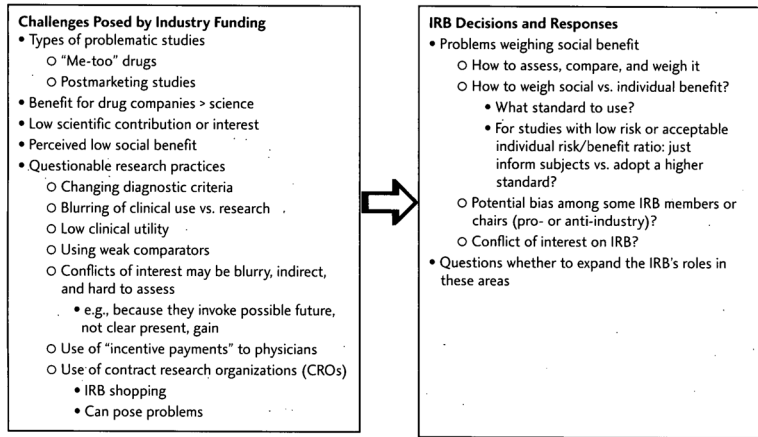 Challenges Posed by Industry Funding
• Types of problematic studies
○ “Me-too” drugs
○ Postmarketing studies
• Benefit for drug companies > science
• Low scientific contribution or interest
• Perceived low social benefit
• Questionable research practices
○ Changing diagnostic criteria
○ Blurring of clinical use vs. research
○ Low clinical utility
○ Using weak comparators
○ Conflicts of interest may be blurry, indirect,
and hard to assess
• e.g., because they invoke possible future,
not clear present, gain
○ Use of “incentive payments” to physicians
○ Use of contract research organizations (CROs)
• IRB shopping
• Can pose problems
IRB Decisions and Responses
• Problems weighing social benefit
○ How to assess, compare, and weigh it
○ How to weigh social vs. individual benefit?
• What standard to use?
• For studies with low risk or acceptable
individual risk/benefit ratio: just
inform subjects vs. adopt a higher
standard?
○ Potential bias among some IRB members or
chairs (pro- or anti-industry)?
○ Conflict of interest on IRB?
• Questions whether to expand the IRB’s roles in
these areas